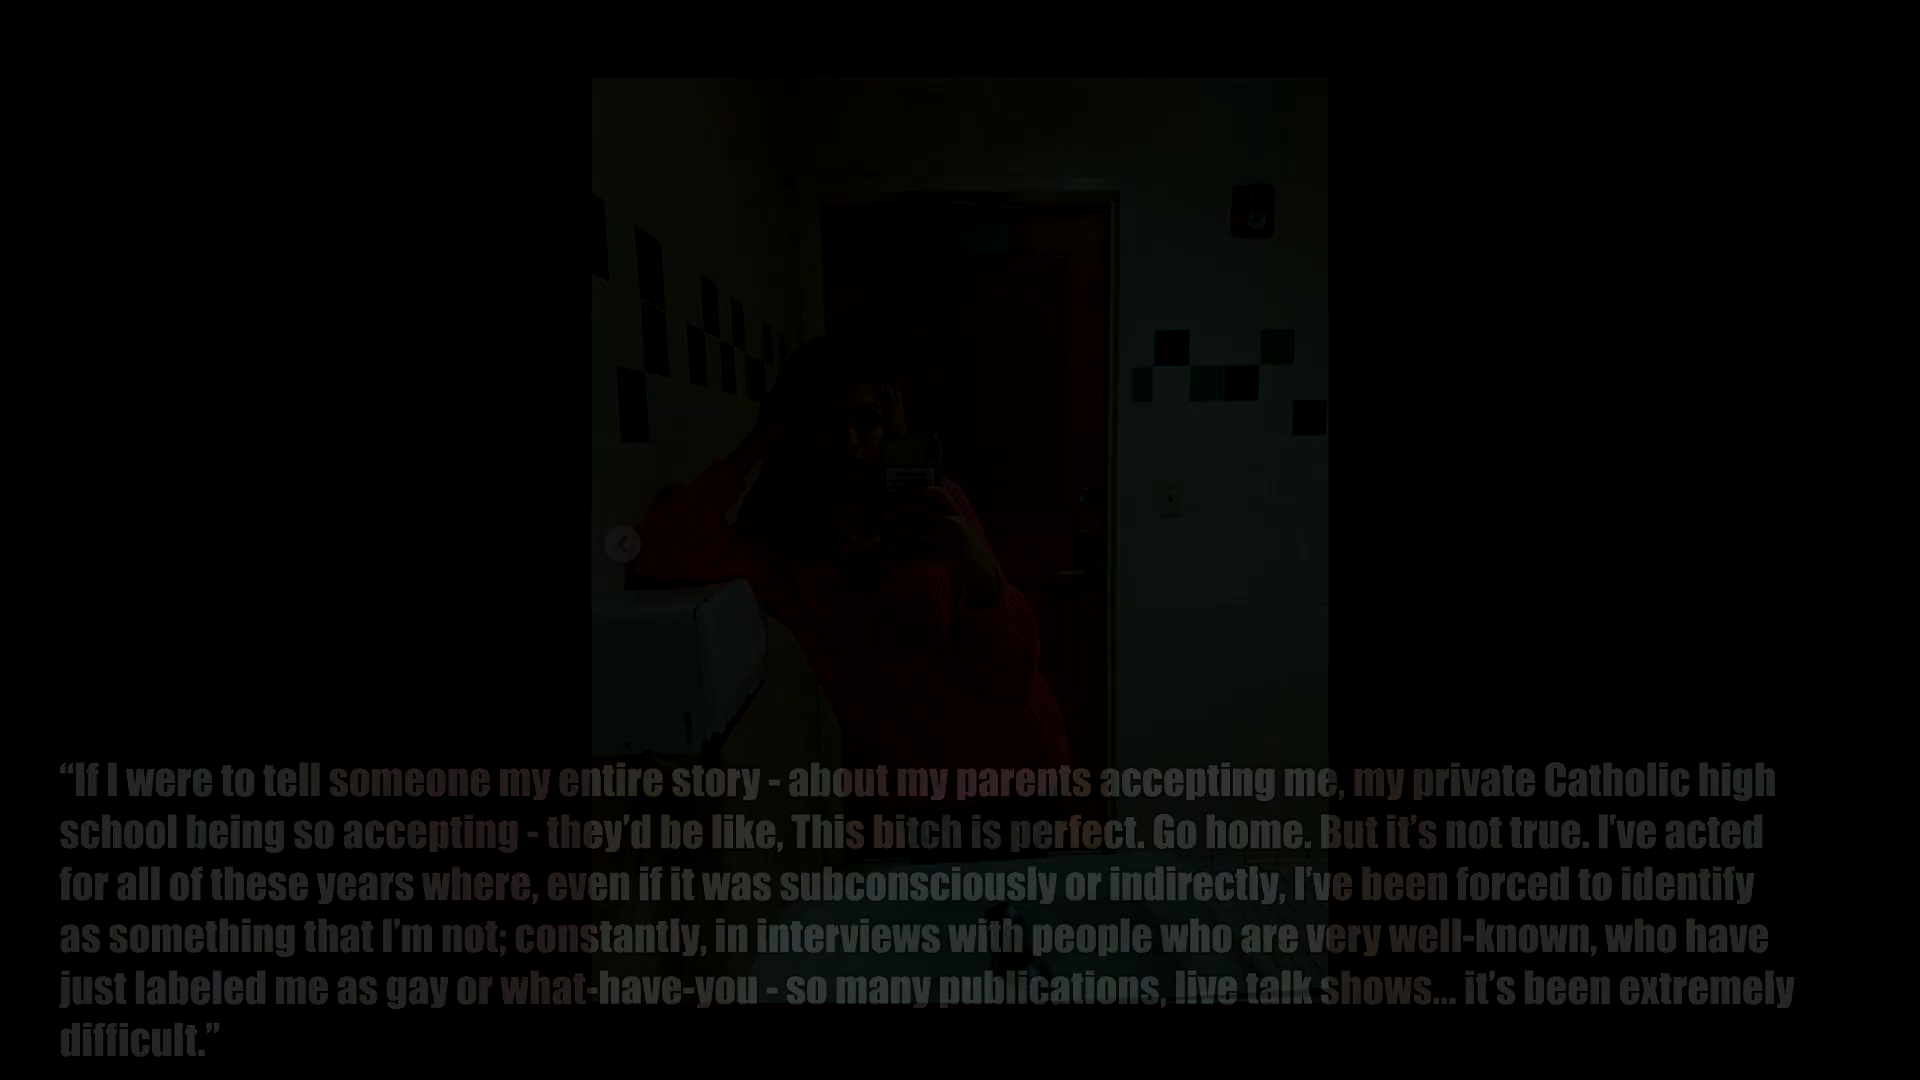 “If I were to tell someone my entire story - about my parents accepting me, my private Catholic high
school being so accepting - they’d be like, This bitch is perfect. Go home. But it’s not true. I’ve acted
for all of these years where, even if it was subconsciously or indirectly, I’ve been forced to identify
as something that I’m not; constantly, in interviews with people who are very well-known, who have
just labeled me as gay or what-have-you - so many publications, live talk shows... it’s been extremely
difficult.”